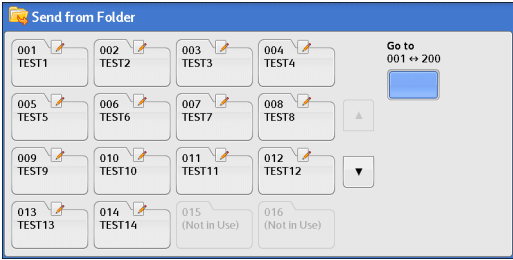 Send from Folder
001
TEST1
002
TEST2
003
TEST3
004
TEST4
Go to
001 ↔ 200
005
TEST5
006
TEST6
007
TEST7
008
TEST8
009
TEST9
010
TEST10
011
TEST11
012
TEST12
013
TEST13
014
TEST14
015
(Not in Use)
016
(Not in Use)